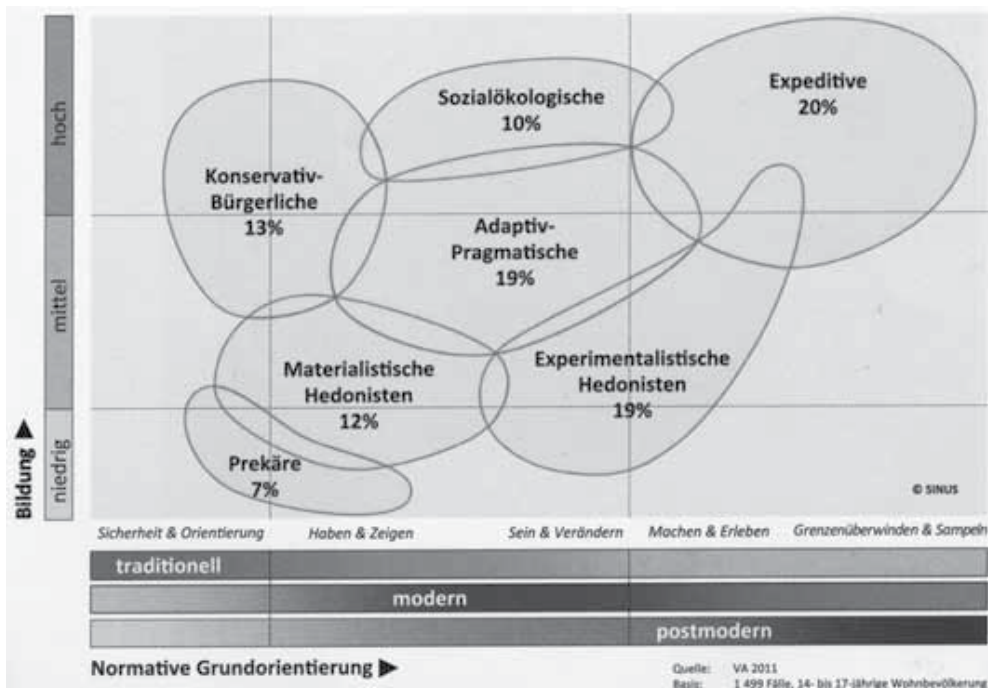 hoch
mittel
niedrig
Bildung
Sozialökologische
10%
Expeditive
20%
Konservativ-
Bürgerliche
13%
Adaptiv-
Pragmatische
19%
Materialistische
Hedonisten
12%
Experimentalistische
Hedonisten
19%
Prekäre
7%
© SINUS
Sicherheit & Orientierung
Haben & Zeigen
Sein & Verändern
Machen & Erleben
Grenzenüberwinden & Sampeln
traditionell
modern
postmodern
Normative Grundorientierung
Quelle: VA 2011
Basis: 1 499 Fälle, 14- bis 17-jährige Wohnbevölkerung